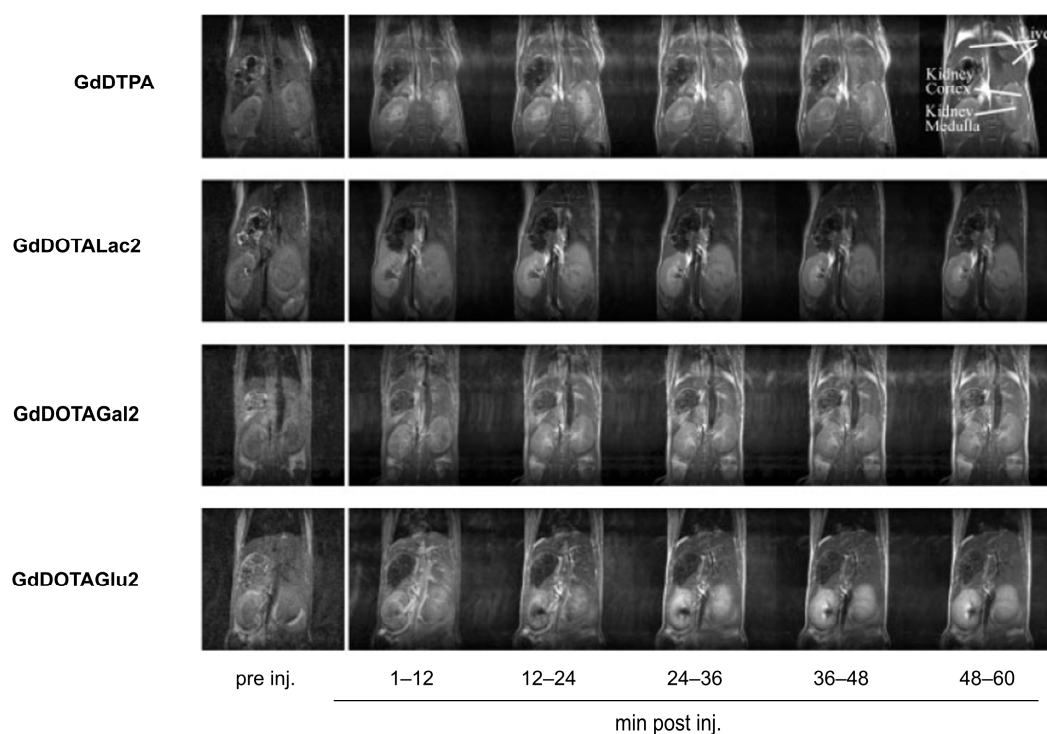 GdDTPA
Kidney
Cortex
Kidney
Medulla
GdDOTALac2
GdDOTAGal2
GdDOTAGlu2
pre inj.
1–12
12–24
24–36
36–48
48–60
min post inj.